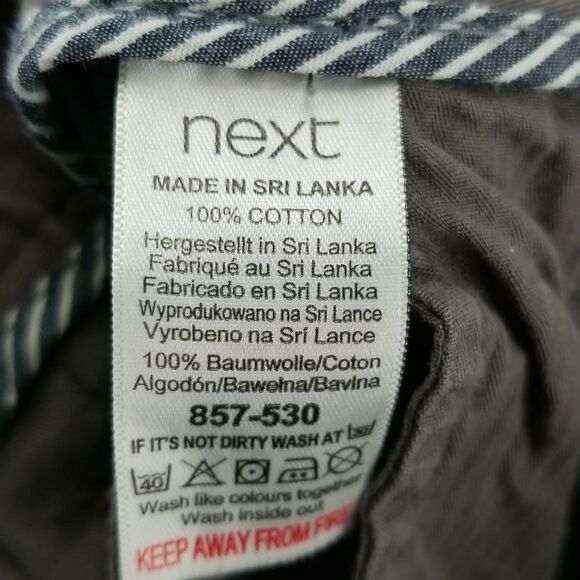 next
MADE IN SRI LANKA
100% COTTON
Hergestellt in Sri Lanka
Fabriqué au Sri Lanka
Fabricado en Sri Lanka
Wyprodukowano na Sri Lance
Vyrobeno na Srí Lance
100% Baumwolle/Coton
Algodón/Bawełna/Bavlna
857-530
IF IT'S NOT DIRTY WASH AT
40
Wash like colours together
Wash inside out
KEEP AWAY FROM FIRE